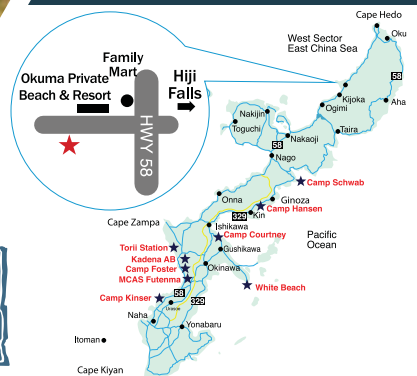 Cape Hedo
Oku
West Sector
East China Sea
Family
Mart
Okuma Private
Beach & Resort
Hiji
Falls
HWY 58
58
Kijoka
Aha
Ogimi
Nakijin
Toguchi
Taira
Nakaoji
58
Nago
Camp Schwab
Onna
Ginoza
Camp Hansen
329
Kin
Cape Zampa
Ishikawa
Camp Courtney
Pacific
Ocean
Torii Station
Gushikawa
Kadena AB
Camp Foster
Okinawa
MCAS Futenma
White Beach
Camp Kinser
58
329
Urasoe
Naha
Yonabaru
Itoman
Cape Kiyan